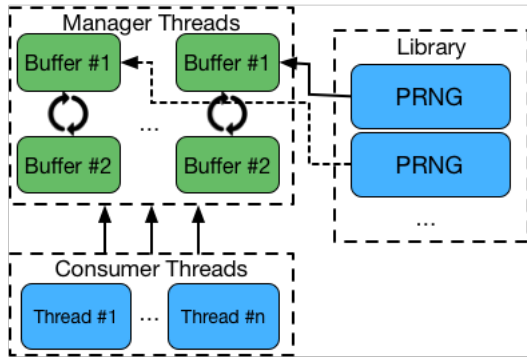 Manager Threads
Buffer #1
Buffer #1
...
Buffer #2
Buffer #2
Library
PRNG
PRNG
...
Consumer Threads
Thread #1
...
Thread #n